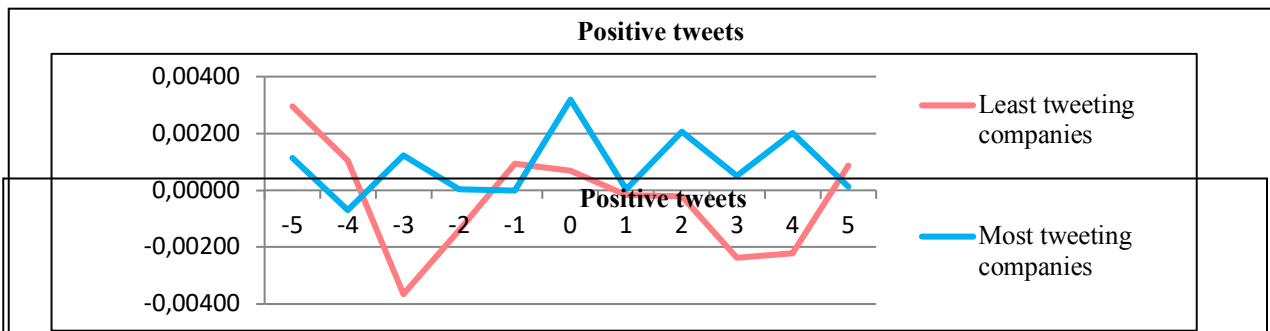 Positive tweets
0,00400
0,00200
0,00000
-0,00200
-0,00400
Positive tweets
-5 -4 -3 -2 -1 0 1 2 3 4 5
Least tweeting
companies
Most tweeting
companies